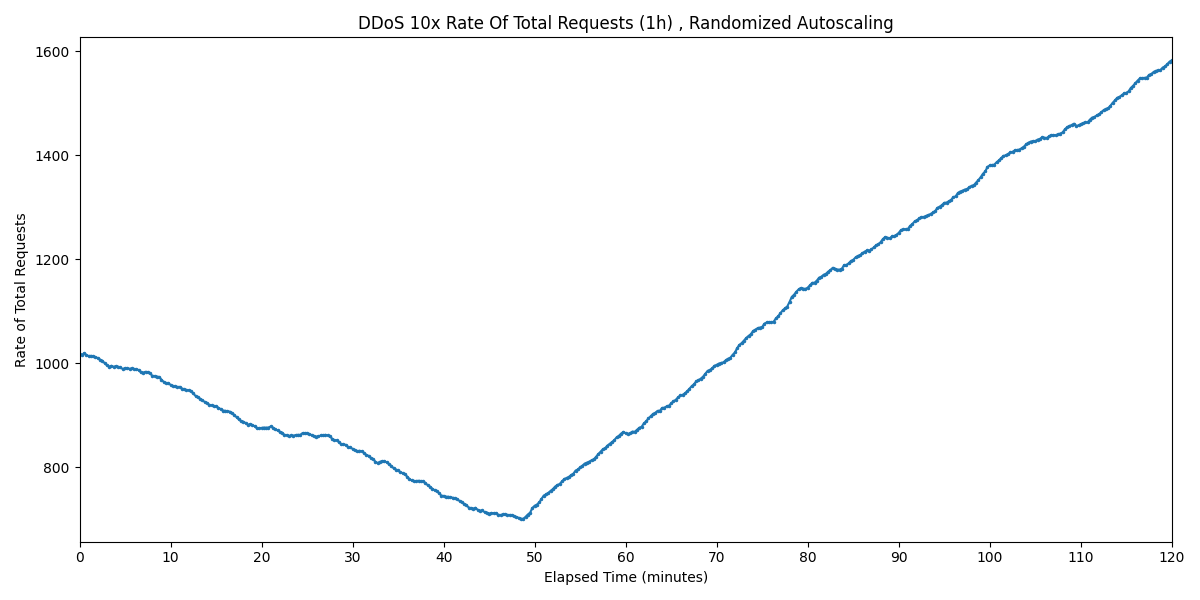 DDoS 10x Rate Of Total Requests (1h) , Randomized Autoscaling
Rate of Total Requests
1600
1400
1200
1000
800
0 10 20 30 40 50 60 70 80 90 100 110 120
Elapsed Time (minutes)